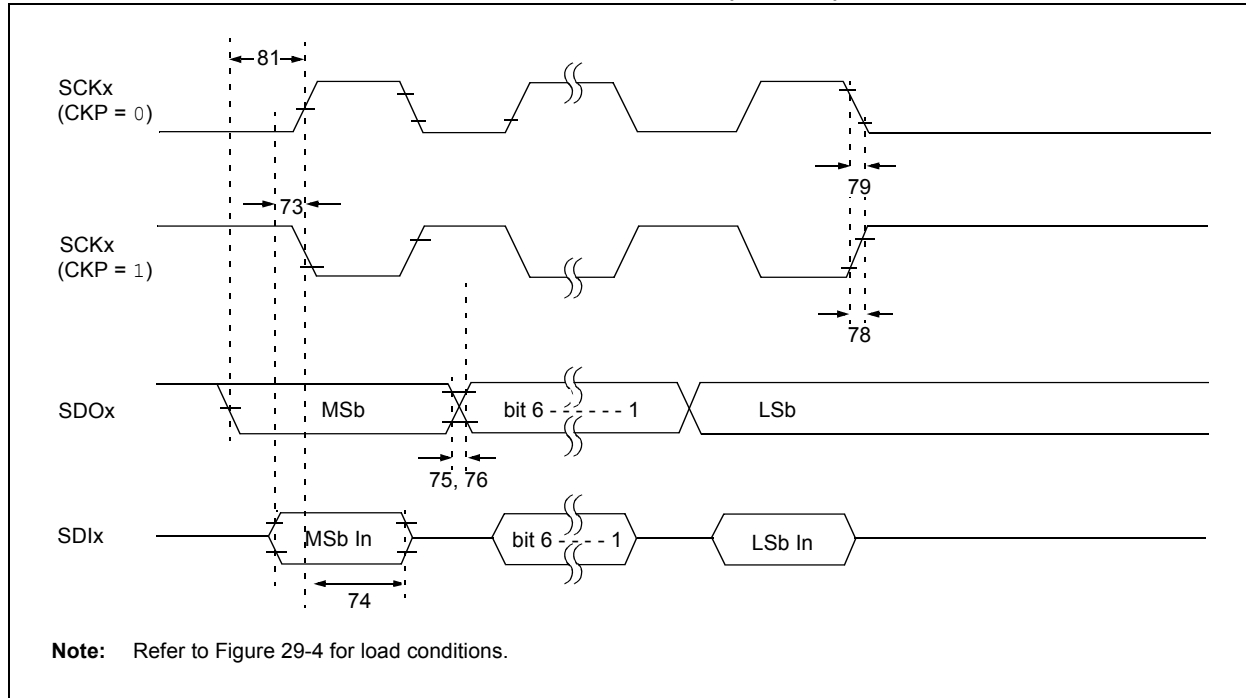 81
SCKx
(CKP = 0)
79
73
SCKx
(CKP = 1)
78
SDOx
MSb
bit 6 - - - - - - 1
LSb
75, 76
SDIx
MSb In
bit 6 - - - - 1
LSb In
74
Note: Refer to Figure 29-4 for load conditions.